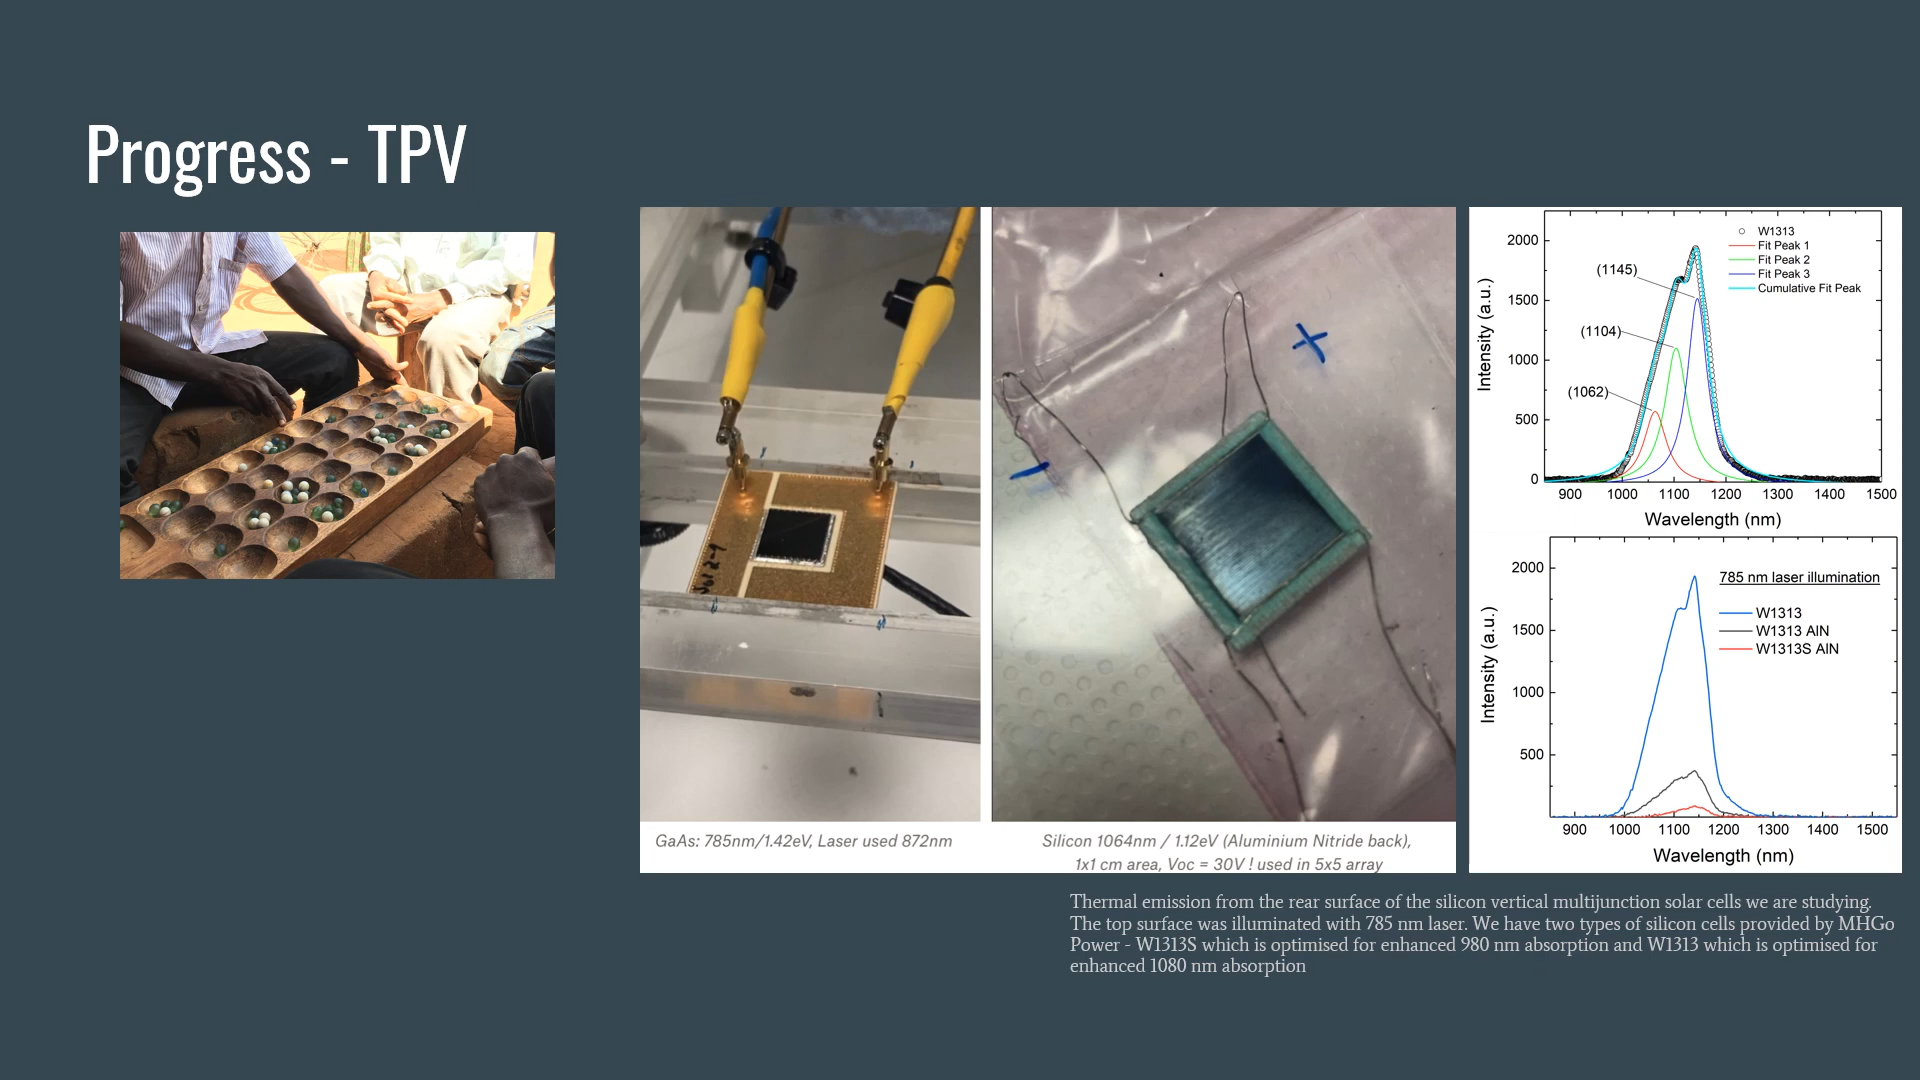 Progress - TPV
GaAs: 785nm/1.42eV, Laser used 872nm
Silicon 1064nm / 1.12eV (Aluminium Nitride back),
1x1 cm area, Voc = 30V ! used in 5x5 array
2000
1500
1000
500
0
Intensity (a.u.)
W1313
Fit Peak 1
Fit Peak 2
Fit Peak 3
Cumulative Fit Peak
(1145)
(1104)
(1062)
900 1000 1100 1200 1300 1400 1500
Wavelength (nm)
2000
1500
1000
500
Intensity (a.u.)
785 nm laser illumination
W1313
W1313 AlN
W1313S AlN
900 1000 1100 1200 1300 1400 1500
Wavelength (nm)
Thermal emission from the rear surface of the silicon vertical multijunction solar cells we are studying.
The top surface was illuminated with 785 nm laser. We have two types of silicon cells provided by MHGo
Power - W1313S which is optimised for enhanced 980 nm absorption and W1313 which is optimised for
enhanced 1080 nm absorption